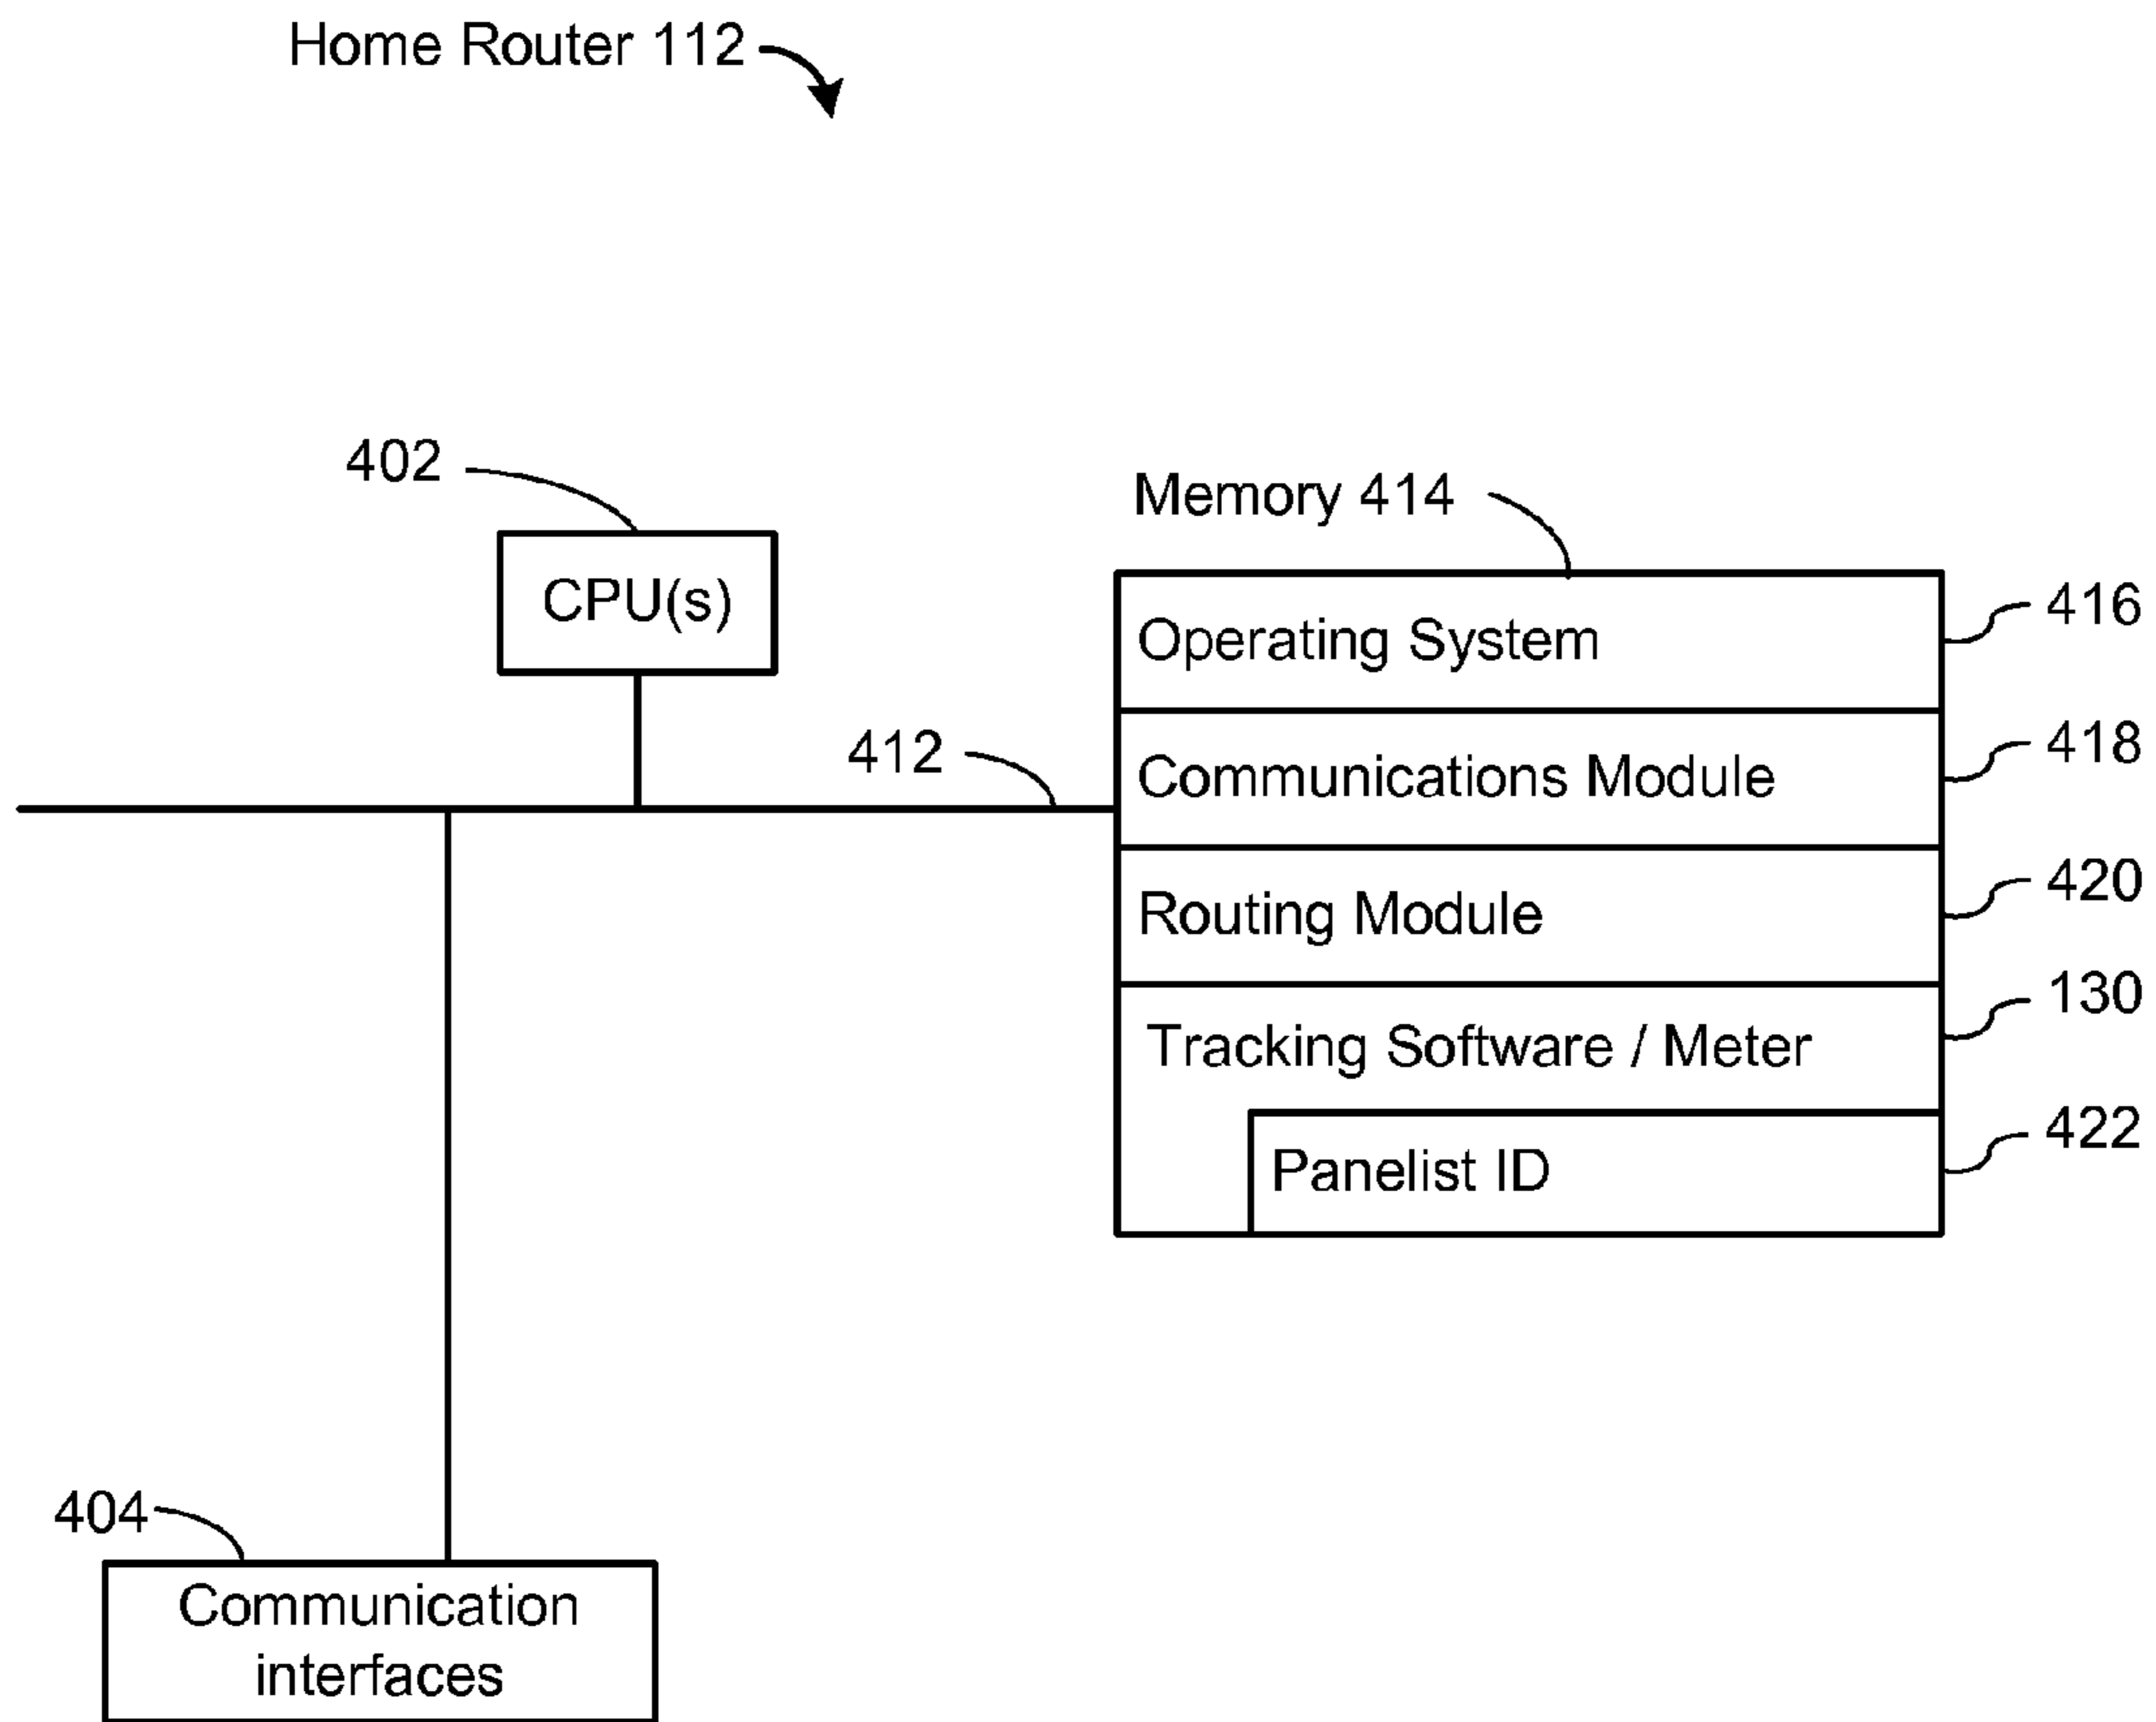 Home Router 112
402
CPU(s)
Memory 414
Operating System
416
412
Communications Module
418
Routing Module
420
Tracking Software / Meter
130
Panelist ID
422
404
Communication
interfaces